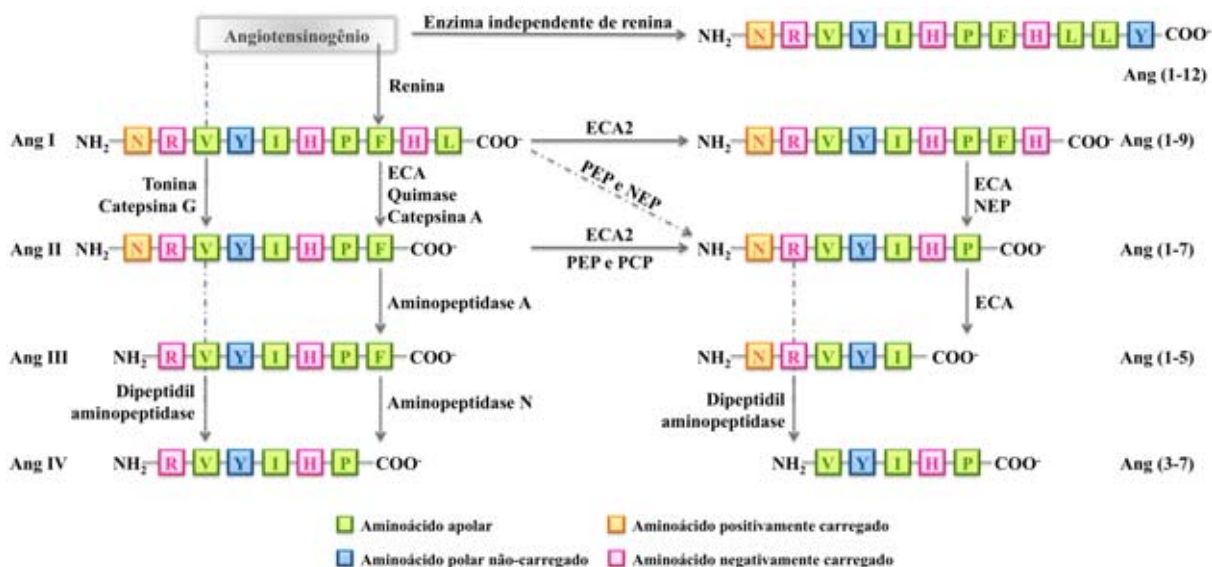 Angiotensinogênio
Enzima independente de renina
NH2 N R V Y I H P F H L L Y COO-
Ang (1-12)
Renina
Ang I NH2 N R V Y I H P F H L COO-
ECA2
NH2 N R V Y I H P F H COO- Ang (1-9)
Tonina
Catepsina G
ECA
Quimase
Catepsina A
PEP e NEP
ECA
NEP
Ang II NH2 N R V Y I H P F COO-
ECA2
PEP e PCP
NH2 N R V Y I H P COO- Ang (1-7)
Aminopeptidase A
ECA
Ang III NH2 R V Y I H P F COO-
NH2 N R V Y I COO- Ang (1-5)
Dipeptidil
aminopeptidase
Aminopeptidase N
Dipeptidil
aminopeptidase
Ang IV NH2 R V Y I H P COO-
NH2 V Y I H P COO- Ang (3-7)
Aminoácido apolar
Aminoácido positivamente carregado
Aminoácido polar não-carregado
Aminoácido negativamente carregado